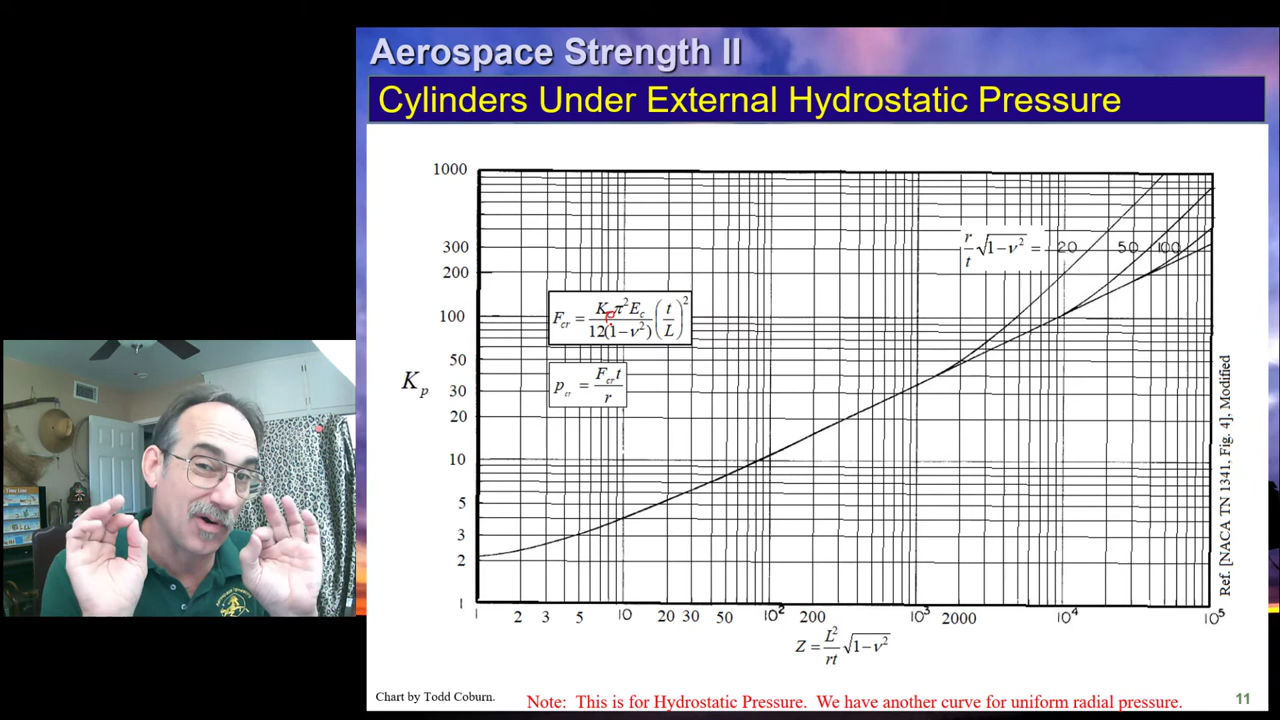 Aerospace Strength II
Cylinders Under External Hydrostatic Pressure
1000
300
200
100
50
30
20
10
5
3
2
1
K_p
r/t √(1-ν²) = 20 50 100
F_cr = K_p π² E_c / 12(1-ν²) (t/L)²
p_cr = F_cr t / r
1 2 3 5 10 20 30 50 10² 200 10³ 2000 10⁴ 10⁵
Z = L²/rt √(1-ν²)
Ref. [NACA TN 1341, Fig. 4], Modified
Chart by Todd Coburn.
Note: This is for Hydrostatic Pressure. We have another curve for uniform radial pressure.
11